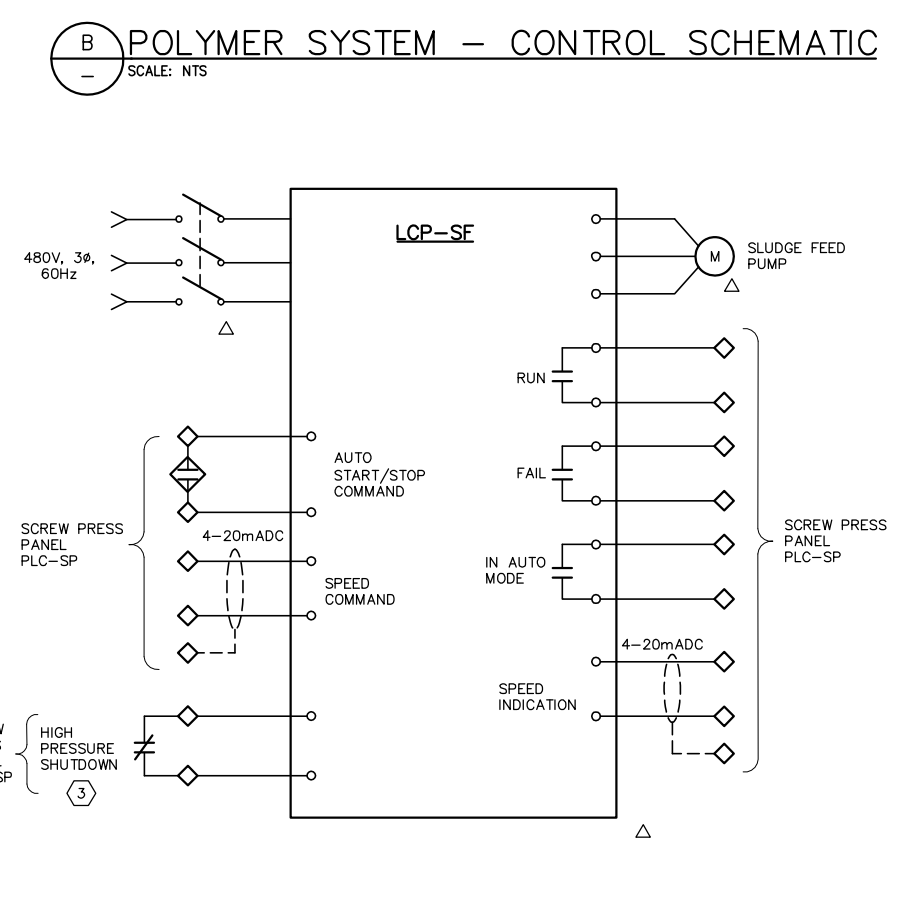 B
–
POLYMER SYSTEM – CONTROL SCHEMATIC
SCALE: NTS
LCP–SF
480V, 3ø,
60Hz
M
SLUDGE FEED
PUMP
RUN
FAIL
IN AUTO
MODE
4–20mADC
SPEED
INDICATION
SCREW PRESS
PANEL
PLC–SP
AUTO
START/STOP
COMMAND
4–20mADC
SPEED
COMMAND
SCREW PRESS
PANEL
PLC–SP
HIGH
PRESSURE
SHUTDOWN
3
SP